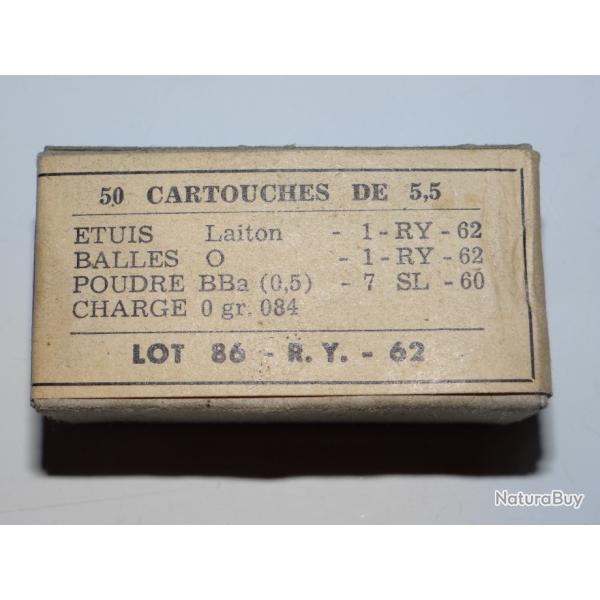 50 CARTOUCHES DE 5,5
ETUIS Laiton - 1 - RY - 62
BALLES O - 1 - RY - 62
POUDRE BBa (0,5) - 7 SL - 60
CHARGE 0 gr. 084
LOT 86 - R. Y. - 62
NaturaBuy